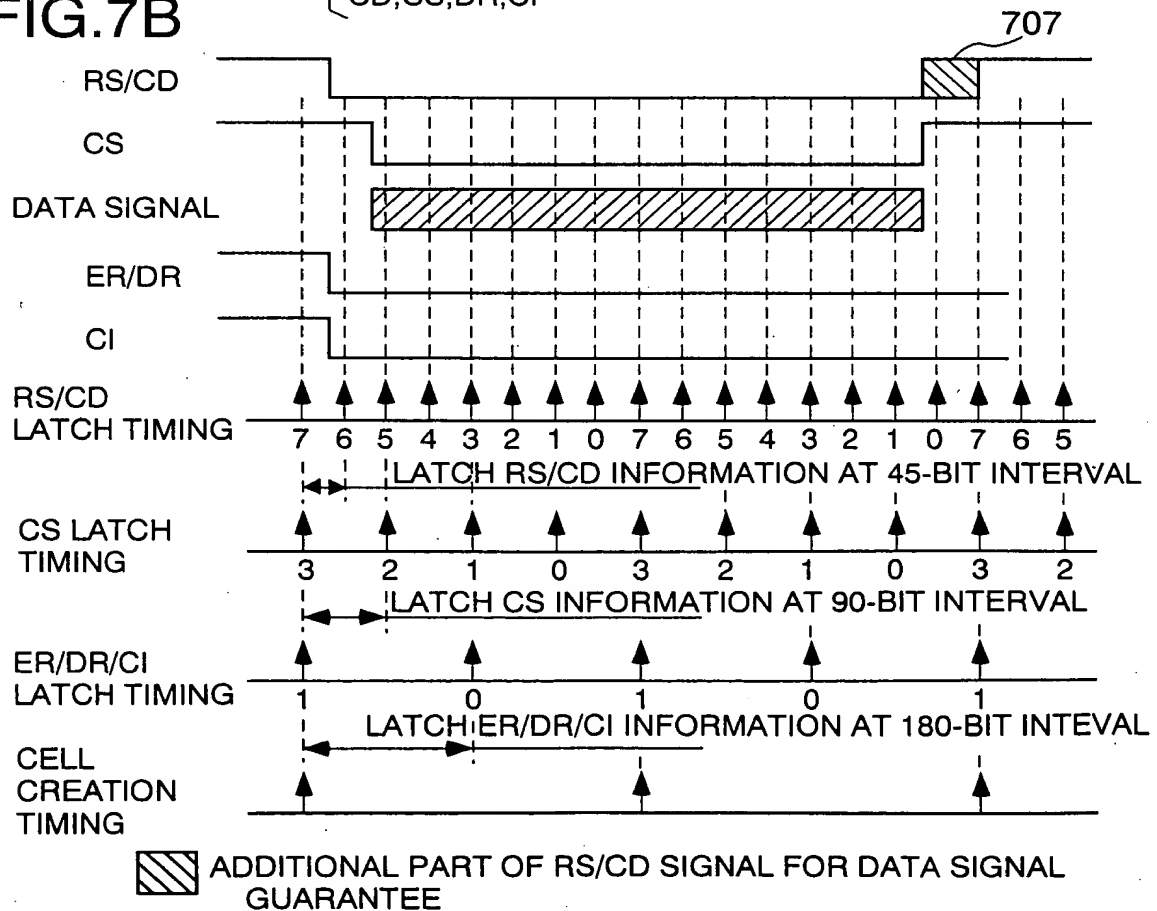 CD,CS,DR,CI
FIG.7B
707
RS/CD
CS
DATA SIGNAL
ER/DR
CI
RS/CD
LATCH TIMING
7 6 5 4 3 2 1 0 7 6 5 4 3 2 1 0 7 6 5
LATCH RS/CD INFORMATION AT 45-BIT INTERVAL
CS LATCH
TIMING
3 2 1 0 3 2 1 0 3 2
LATCH CS INFORMATION AT 90-BIT INTERVAL
ER/DR/CI
LATCH TIMING
1 0 1 0 1
LATCH ER/DR/CI INFORMATION AT 180-BIT INTEVAL
CELL
CREATION
TIMING
ADDITIONAL PART OF RS/CD SIGNAL FOR DATA SIGNAL
GUARANTEE